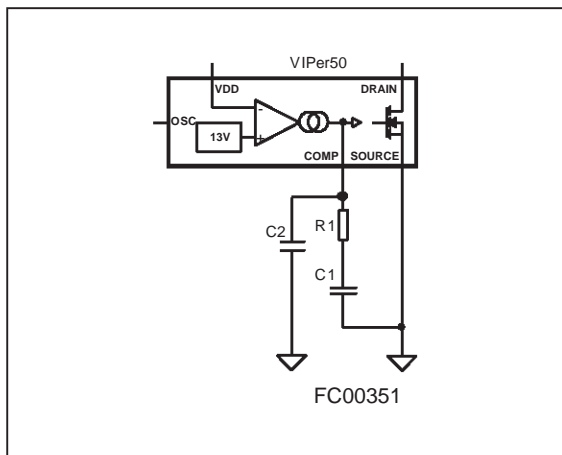 VIPer50
VDD
DRAIN
OSC
-
13V
+
COMP
SOURCE
C2
R1
C1
FC00351